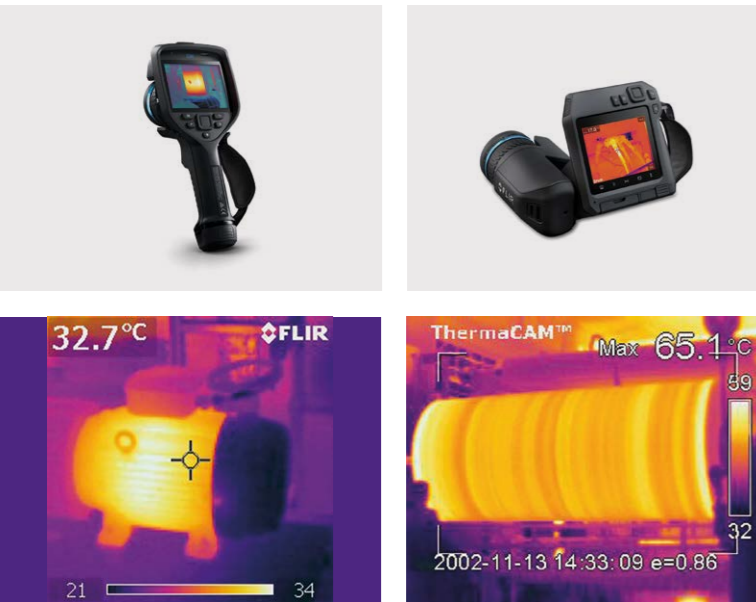 FLIR
32.7°C
FLIR
21 34
ThermaCAM™
Max 65.1 °C
59
32
2002-11-13 14:33:09 e=0.86